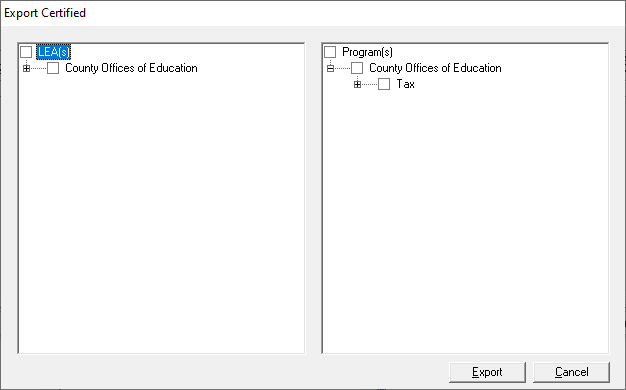 Export Certified
LEA(s)
County Offices of Education
Program(s)
County Offices of Education
Tax
Export
Cancel